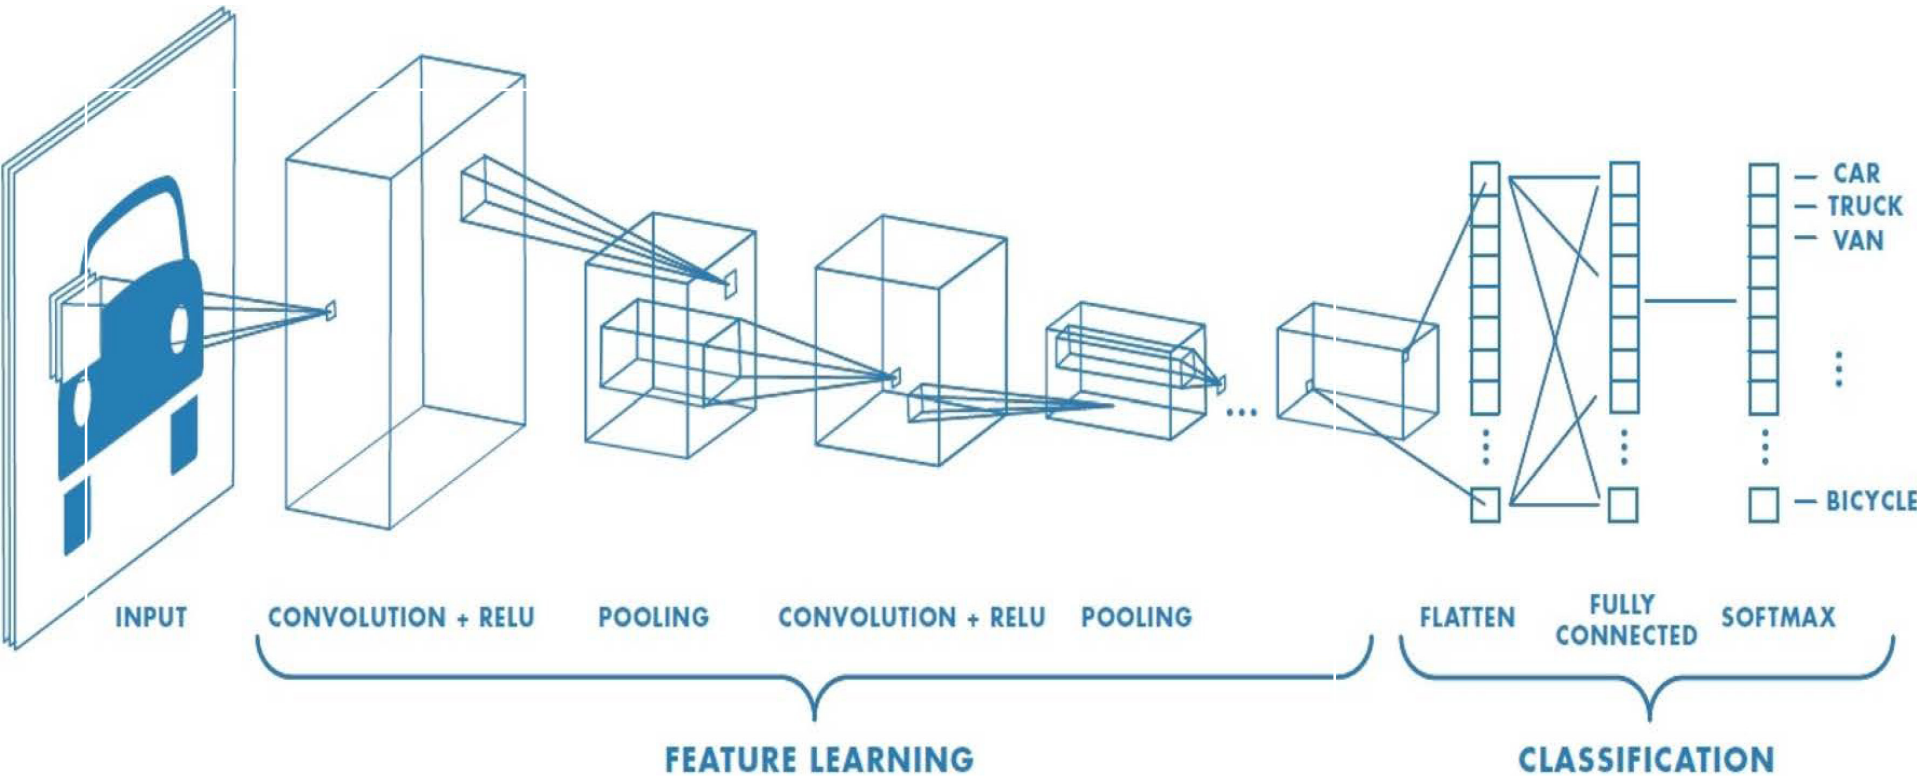 CAR
TRUCK
VAN
BICYCLE
INPUT
CONVOLUTION + RELU
POOLING
CONVOLUTION + RELU
POOLING
FLATTEN
FULLY
CONNECTED
SOFTMAX
FEATURE LEARNING
CLASSIFICATION